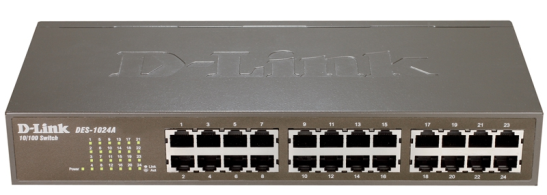 D-Link
D-Link DES-1024A
10/100 Switch
1 3 5 7 9 11 13 15 17 19 21 23
Power
2 4 6 8 10 12 14 16 18 20 22 24